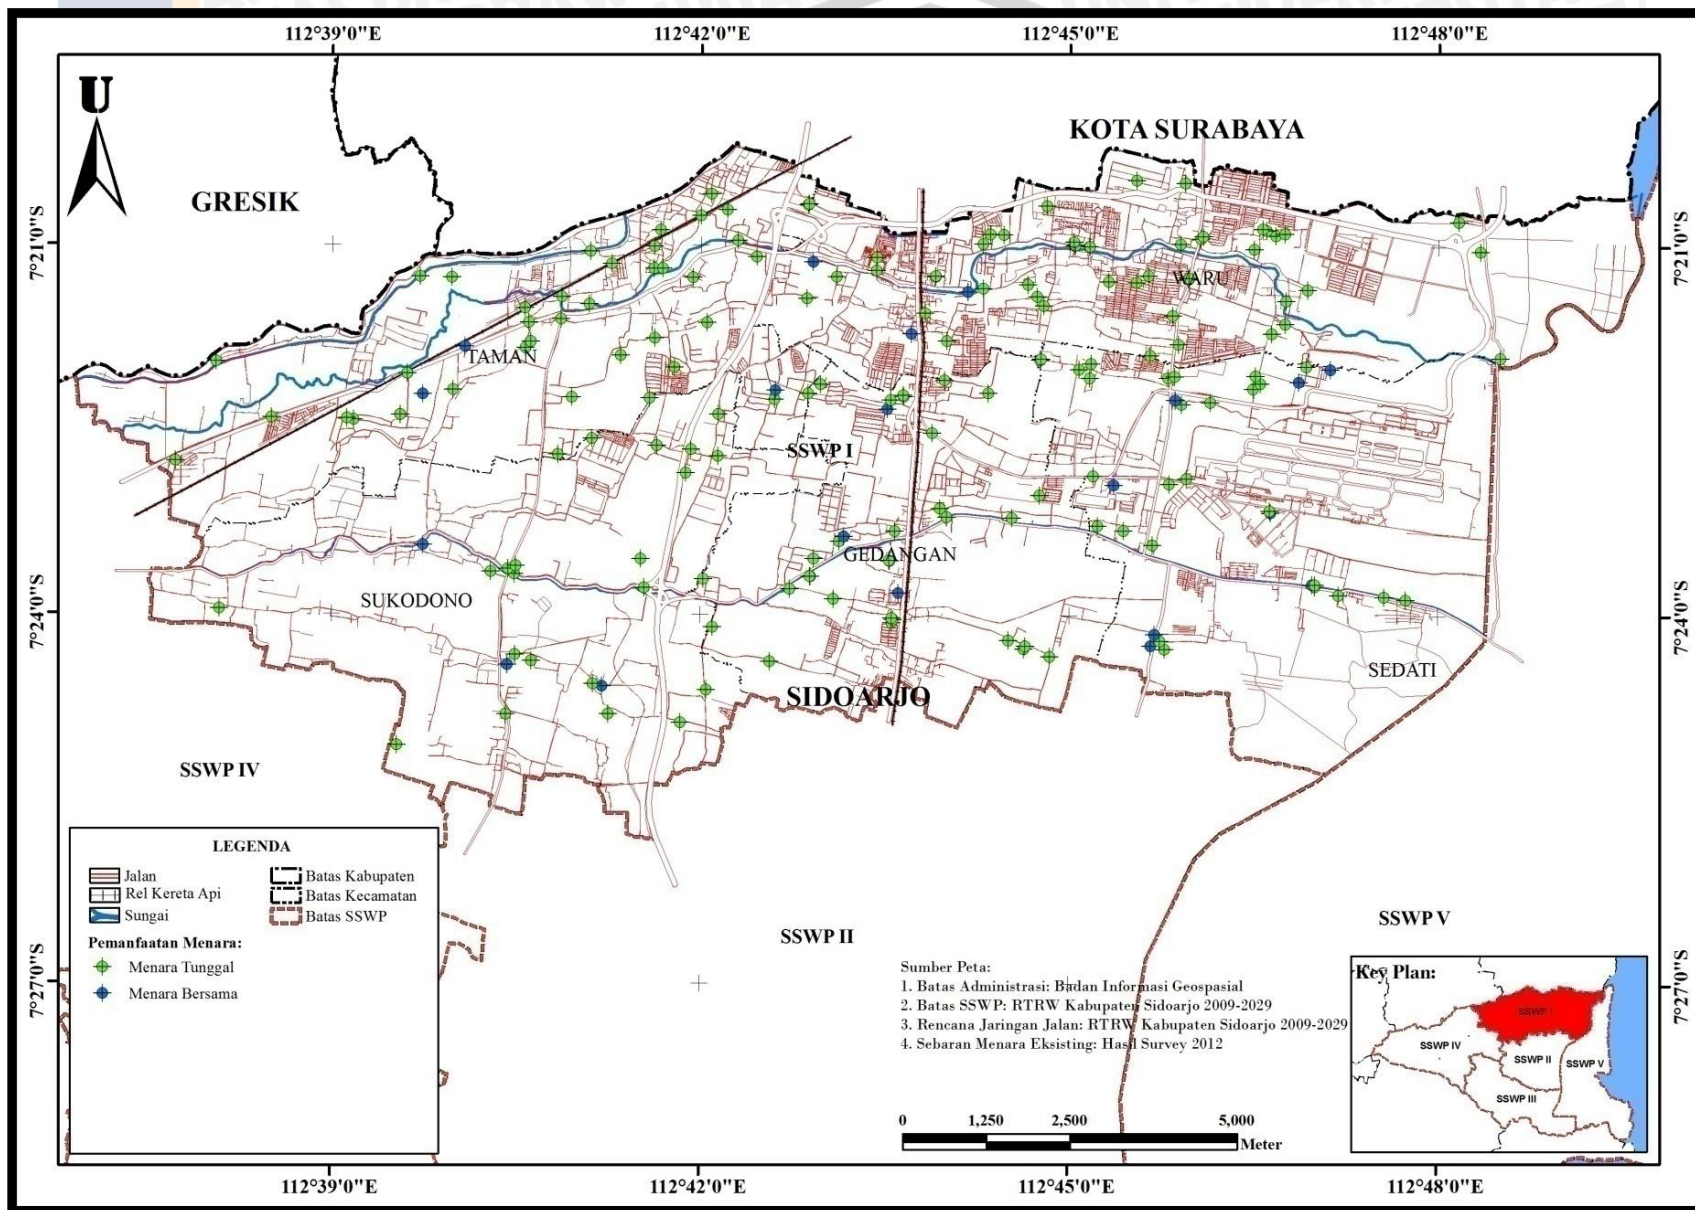 112°39'0"E
112°42'0"E
112°45'0"E
112°48'0"E
U
KOTA SURABAYA
GRESIK
7°21'0"S
7°21'0"S
WARU
TAMAN
SSWP I
GEDANGAN
SUKODONO
7°24'0"S
7°24'0"S
SEDATI
SIDOARJO
SSWP IV
SSWP II
SSWP V
7°27'0"S
7°27'0"S
LEGENDA
Jalan
Rel Kereta Api
Sungai
Batas Kabupaten
Batas Kecamatan
Batas SSWP
Pemanfaatan Menara:
Menara Tunggal
Menara Bersama
Sumber Peta:
1. Batas Administrasi: Badan Informasi Geospasial
2. Batas SSWP: RTRW Kabupaten Sidoarjo 2009-2029
3. Rencana Jaringan Jalan: RTRW Kabupaten Sidoarjo 2009-2029
4. Sebaran Menara Eksisting: Hasil Survey 2012
0 1,250 2,500 5,000
Meter
Key Plan:
SSWP I
SSWP IV
SSWP II
SSWP V
SSWP III
112°39'0"E
112°42'0"E
112°45'0"E
112°48'0"E